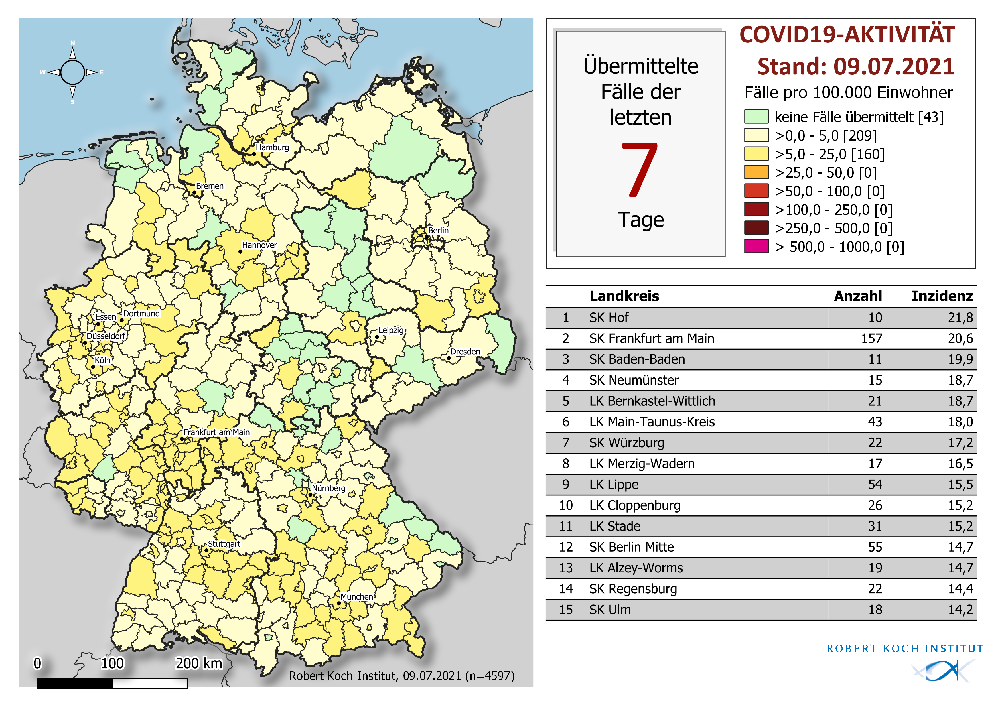 N
W E
S
Hamburg
Bremen
Berlin
Hannover
Essen Dortmund
Düsseldorf
Leipzig
Dresden
Köln
Frankfurt am Main
Nürnberg
Stuttgart
München
0 100 200 km
Robert Koch-Institut, 09.07.2021 (n=4597)
Übermittelte
Fälle der
letzten
7
Tage
COVID19-AKTIVITÄT
Stand: 09.07.2021
Fälle pro 100.000 Einwohner
keine Fälle übermittelt [43]
>0,0 - 5,0 [209]
>5,0 - 25,0 [160]
>25,0 - 50,0 [0]
>50,0 - 100,0 [0]
>100,0 - 250,0 [0]
>250,0 - 500,0 [0]
> 500,0 - 1000,0 [0]
Landkreis Anzahl Inzidenz
1 SK Hof 10 21,8
2 SK Frankfurt am Main 157 20,6
3 SK Baden-Baden 11 19,9
4 SK Neumünster 15 18,7
5 LK Bernkastel-Wittlich 21 18,7
6 LK Main-Taunus-Kreis 43 18,0
7 SK Würzburg 22 17,2
8 LK Merzig-Wadern 17 16,5
9 LK Lippe 54 15,5
10 LK Cloppenburg 26 15,2
11 LK Stade 31 15,2
12 SK Berlin Mitte 55 14,7
13 LK Alzey-Worms 19 14,7
14 SK Regensburg 22 14,4
15 SK Ulm 18 14,2
ROBERT KOCH INSTITUT